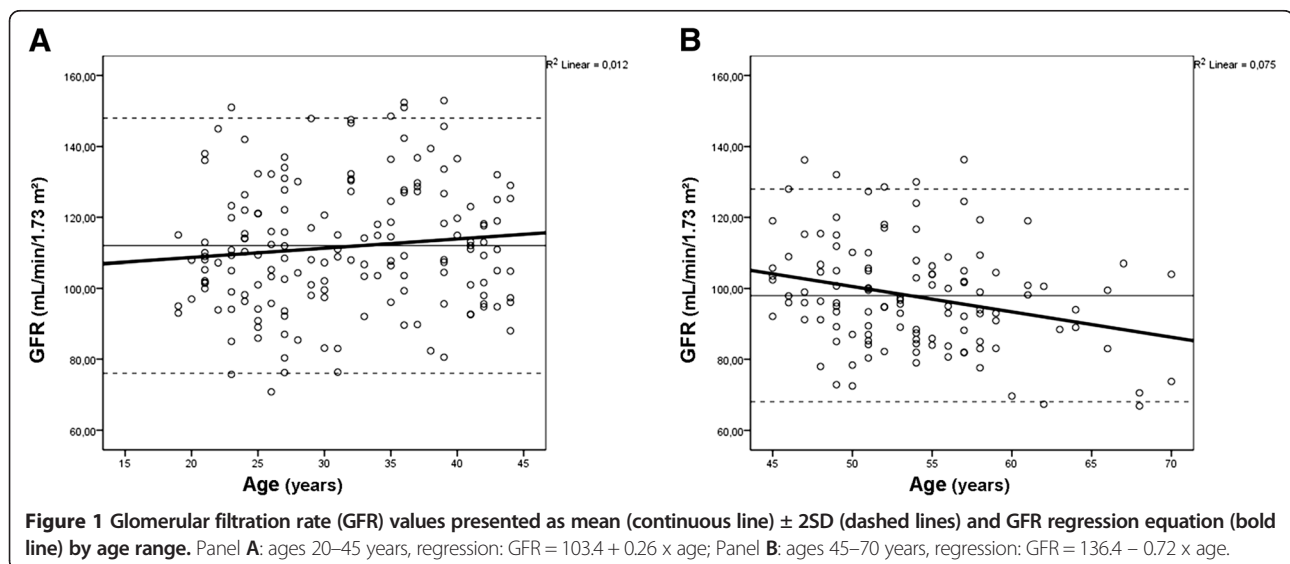 A
R² Linear = 0,012
160,00
140,00
120,00
100,00
80,00
60,00
GFR (mL/min/1.73 m²)
15 20 25 30 35 40 45
Age (years)
B
R² Linear = 0,075
160,00
140,00
120,00
100,00
80,00
60,00
GFR (mL/min/1.73 m²)
45 50 55 60 65 70
Age (years)
Figure 1 Glomerular filtration rate (GFR) values presented as mean (continuous line) ± 2SD (dashed lines) and GFR regression equation (bold
line) by age range. Panel A: ages 20–45 years, regression: GFR = 103.4 + 0.26 x age; Panel B: ages 45–70 years, regression: GFR = 136.4 – 0.72 x age.